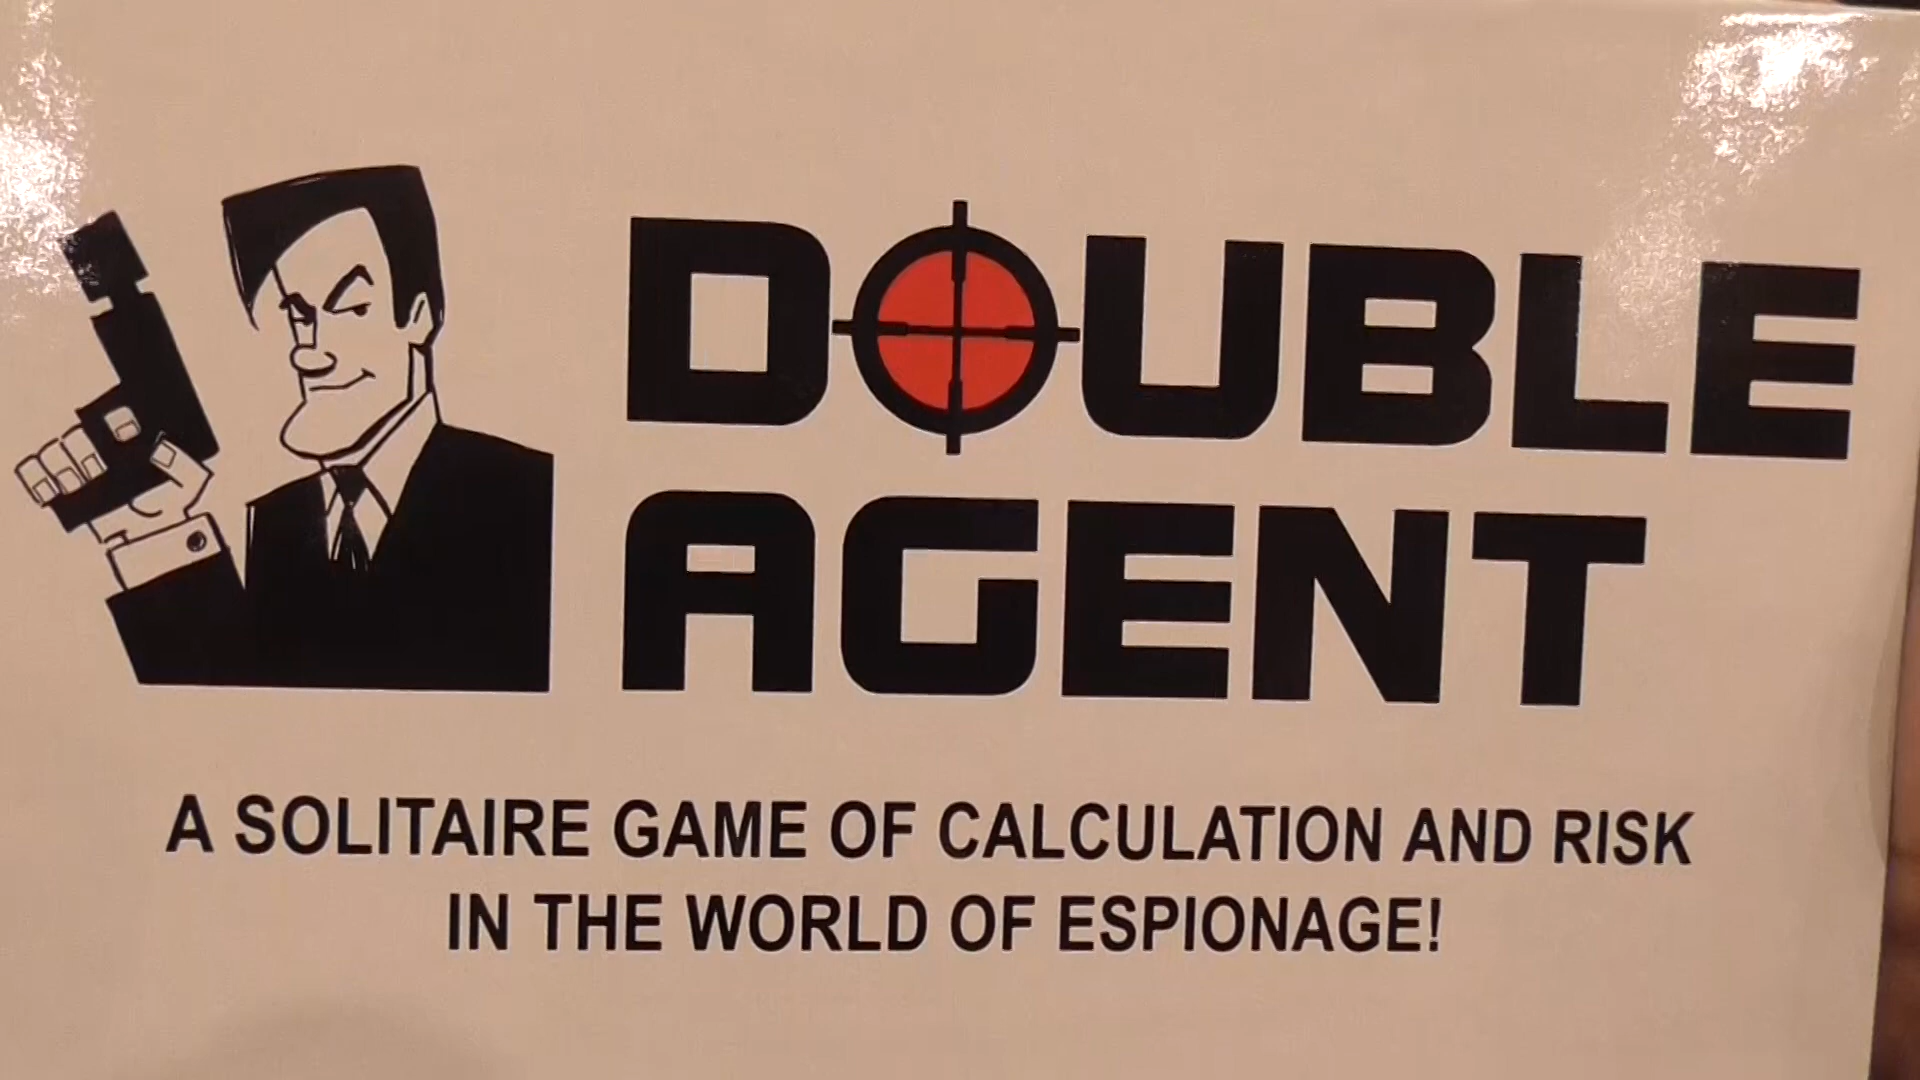 DOUBLE
AGENT
A SOLITAIRE GAME OF CALCULATION AND RISK
IN THE WORLD OF ESPIONAGE!